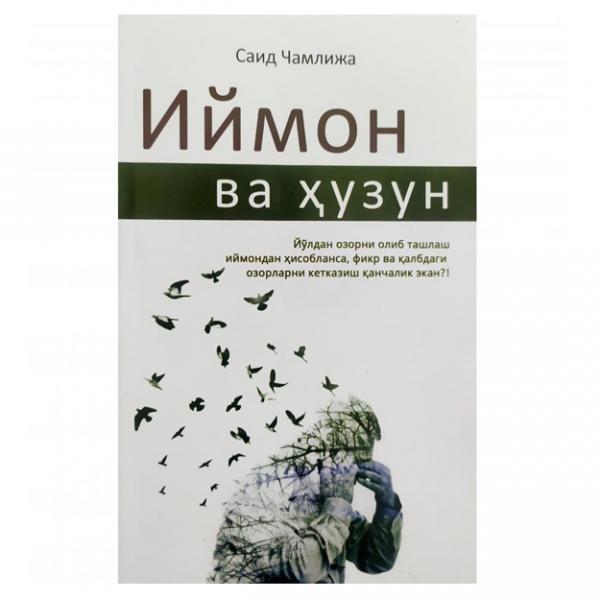 Саид Чамлижа
Иймон
ва ҳузун
Йўлдан озорни олиб ташлаш
иймондан ҳисобланса, фикр ва қалбдаги
озорларни кетказиш қанчалик экан?!